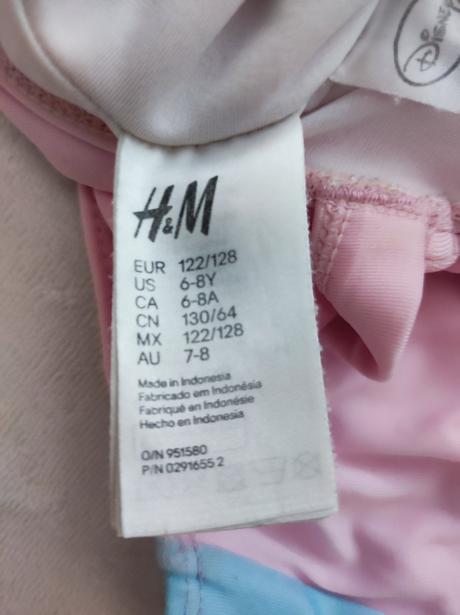 Disney
H&M
EUR 122/128
US 6-8Y
CA 6-8A
CN 130/64
MX 122/128
AU 7-8
Made in Indonesia
Fabricado em Indonésia
Fabriqué en Indonésie
Hecho en Indonesia
O/N 951580
P/N 0291655 2